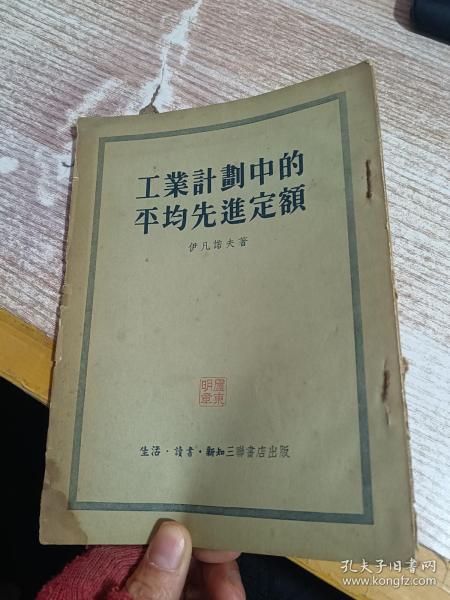 工業計劃中的
平均先進定額
伊凡諾夫著
羅東
明章
生活·讀書·新知三聯書店出版
孔夫子旧书网
www.kongfz.com